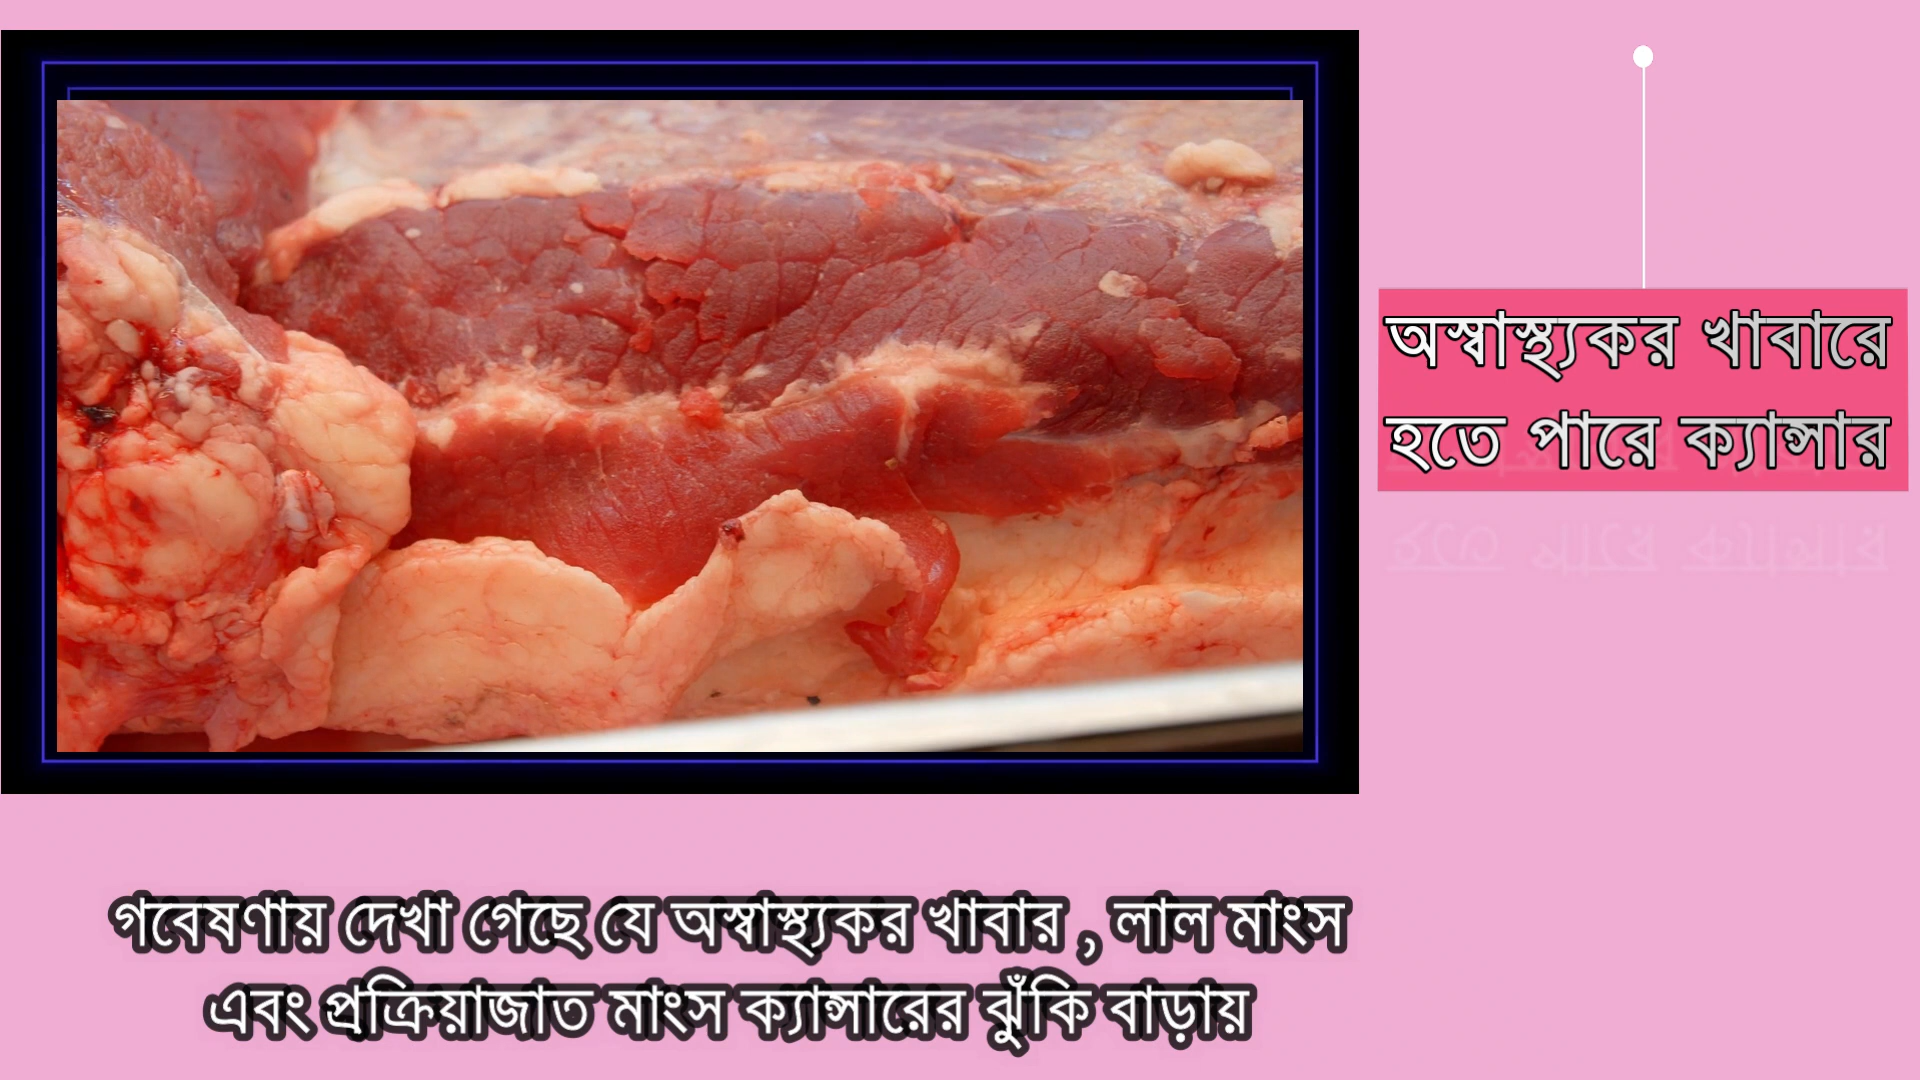 অস্বাস্থ্যকর খাবারে
হতে পারে ক্যান্সার
গবেষণায় দেখা গেছে যে অস্বাস্থ্যকর খাবার , লাল মাংস
এবং প্রক্রিয়াজাত মাংস ক্যান্সারের ঝুঁকি বাড়ায়